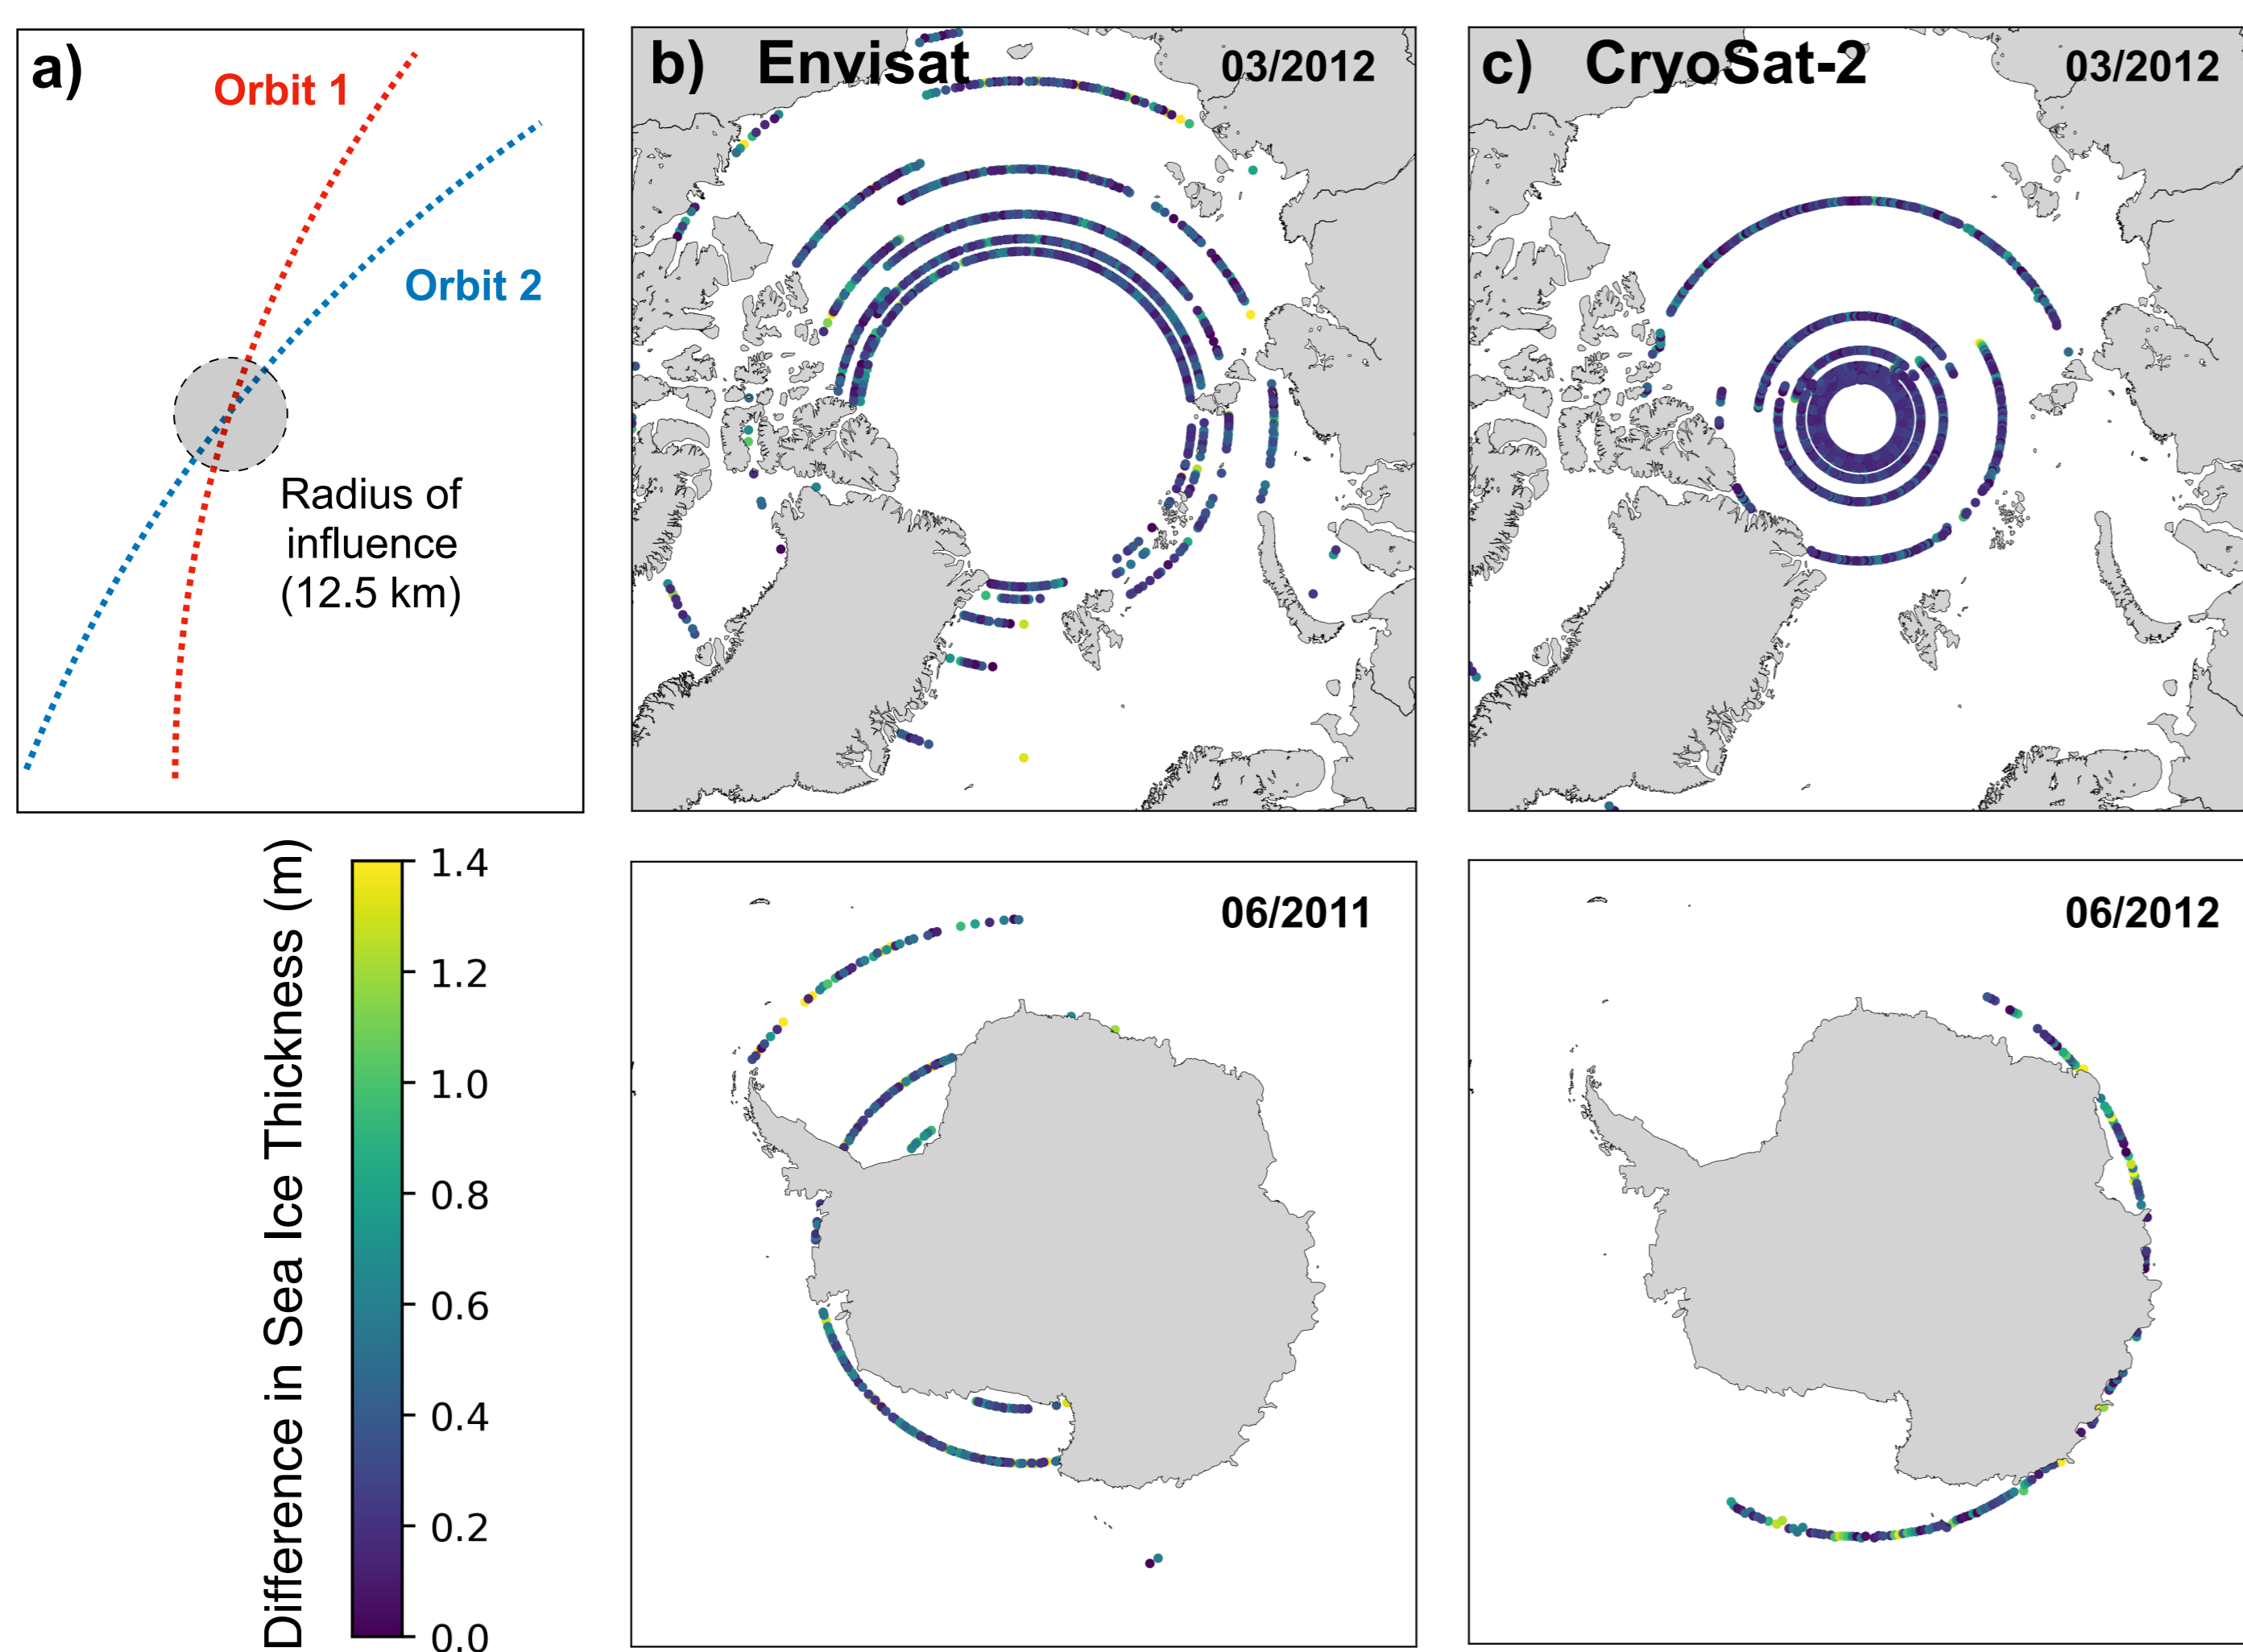 a)
Orbit 1
Orbit 2
Radius of
influence
(12.5 km)
b) Envisat 03/2012
c) CryoSat-2 03/2012
Difference in Sea Ice Thickness (m)
1.4
1.2
1.0
0.8
0.6
0.4
0.2
0.0
06/2011
06/2012